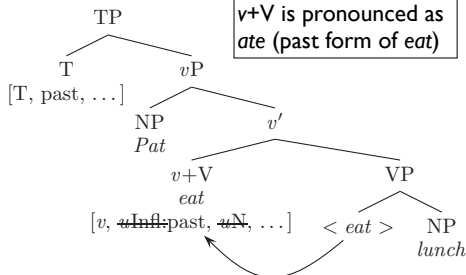 v+V is pronounced as
ate (past form of eat)
TP
T
vP
[T, past, . . . ]
NP
v′
Pat
v+V
VP
eat
[v, uInfl:past, uN, . . . ]
< eat >
NP
lunch